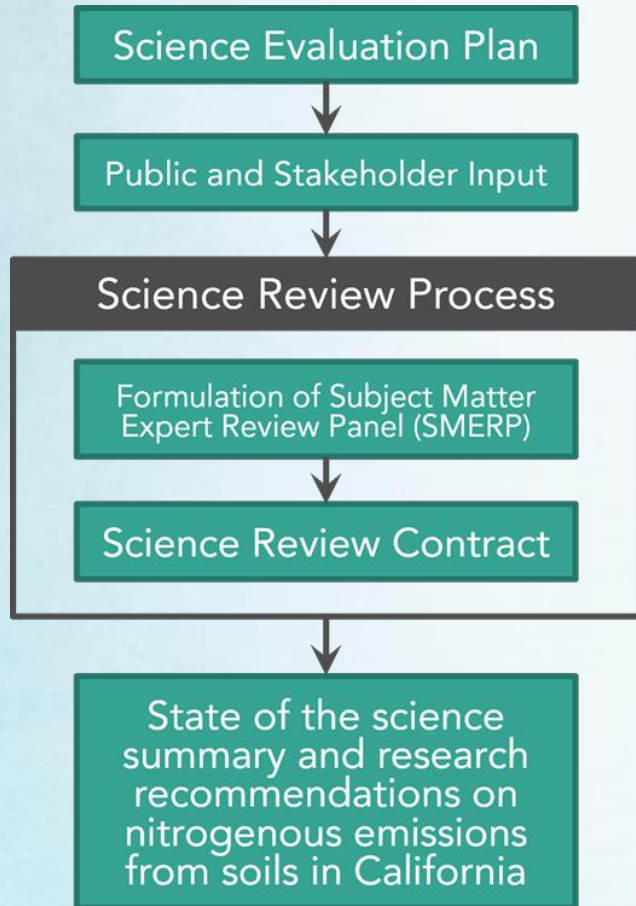 Science Evaluation Plan
Public and Stakeholder Input
Science Review Process
Formulation of Subject Matter
Expert Review Panel (SMERP)
Science Review Contract
State of the science
summary and research
recommendations on
nitrogenous emissions
from soils in California